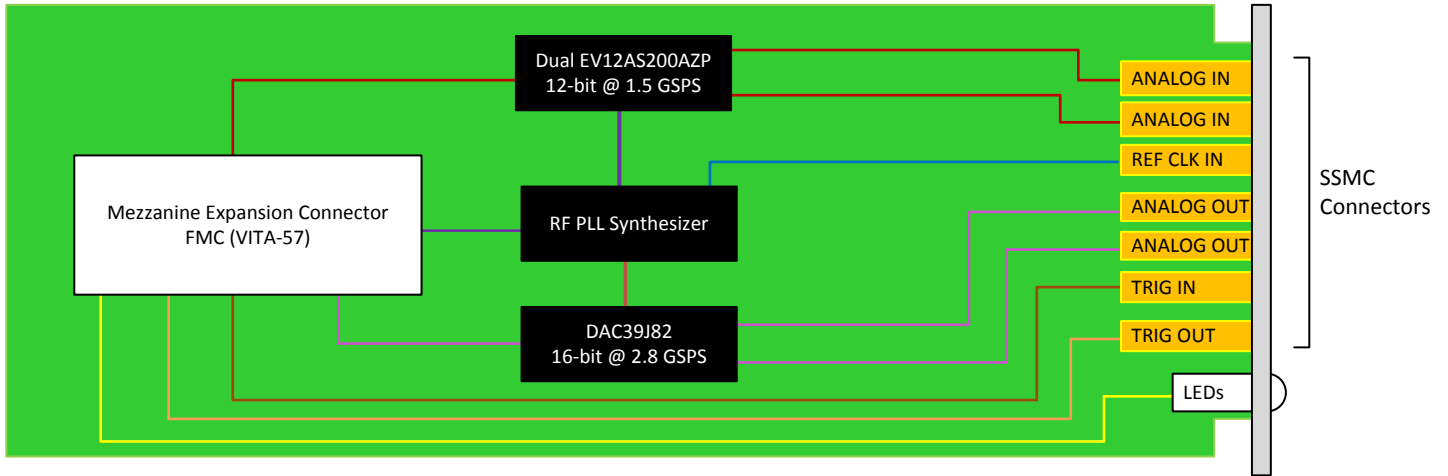 Dual EV12AS200AZP
12-bit @ 1.5 GSPS
ANALOG IN
ANALOG IN
REF CLK IN
ANALOG OUT
ANALOG OUT
TRIG IN
TRIG OUT
LEDs
SSMC
Connectors
Mezzanine Expansion Connector
FMC (VITA-57)
RF PLL Synthesizer
DAC39J82
16-bit @ 2.8 GSPS